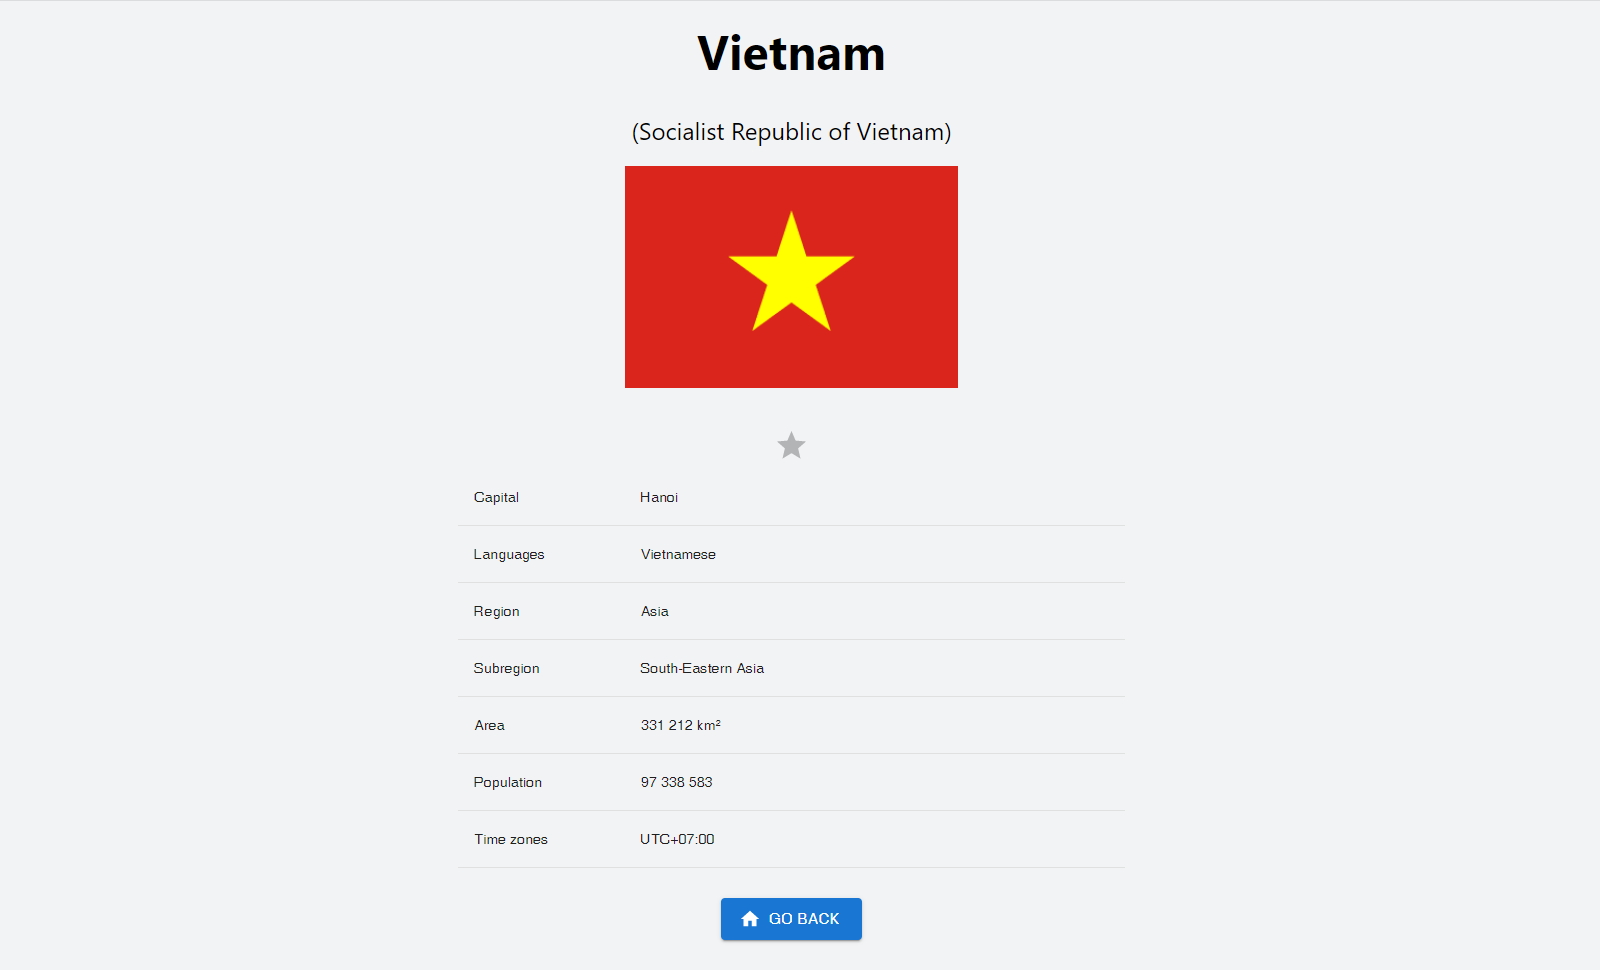 Vietnam
(Socialist Republic of Vietnam)
Capital Hanoi
Languages Vietnamese
Region Asia
Subregion South-Eastern Asia
Area 331 212 km²
Population 97 338 583
Time zones UTC+07:00
GO BACK